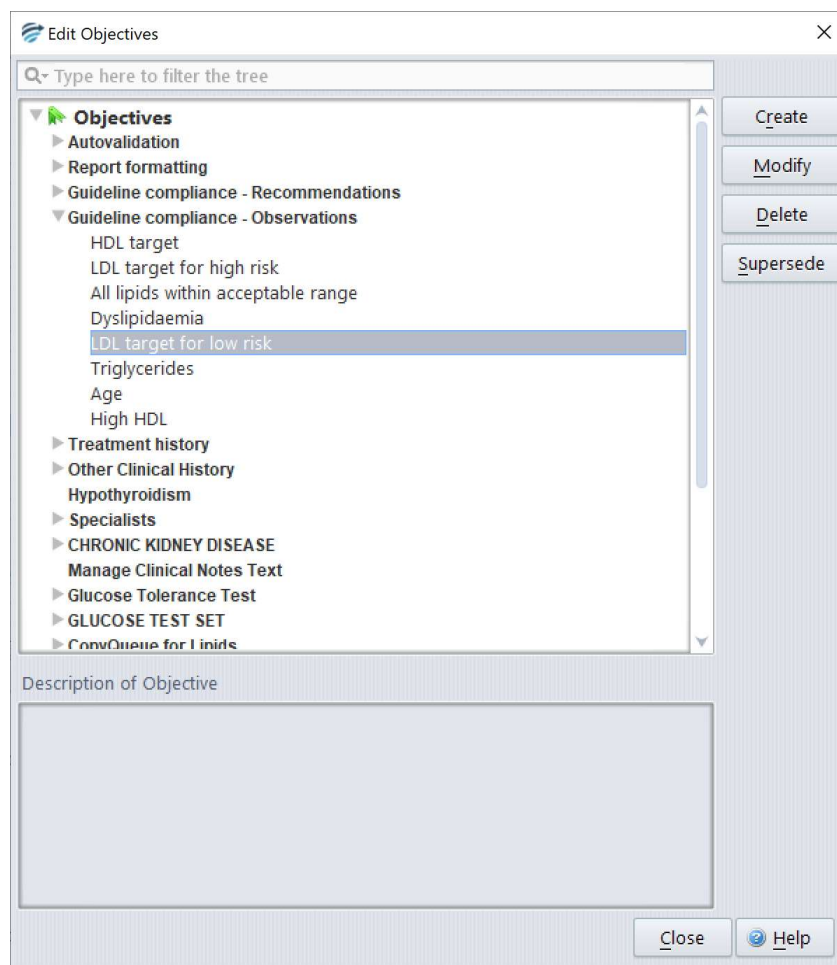 Edit Objectives
Type here to filter the tree
Objectives
Autovalidation
Report formatting
Guideline compliance - Recommendations
Guideline compliance - Observations
HDL target
LDL target for high risk
All lipids within acceptable range
Dyslipidaemia
LDL target for low risk
Triglycerides
Age
High HDL
Treatment history
Other Clinical History
Hypothyroidism
Specialists
CHRONIC KIDNEY DISEASE
Manage Clinical Notes Text
Glucose Tolerance Test
GLUCOSE TEST SET
CopyQueue for Lipids
Create
Modify
Delete
Supersede
Description of Objective
Close
Help